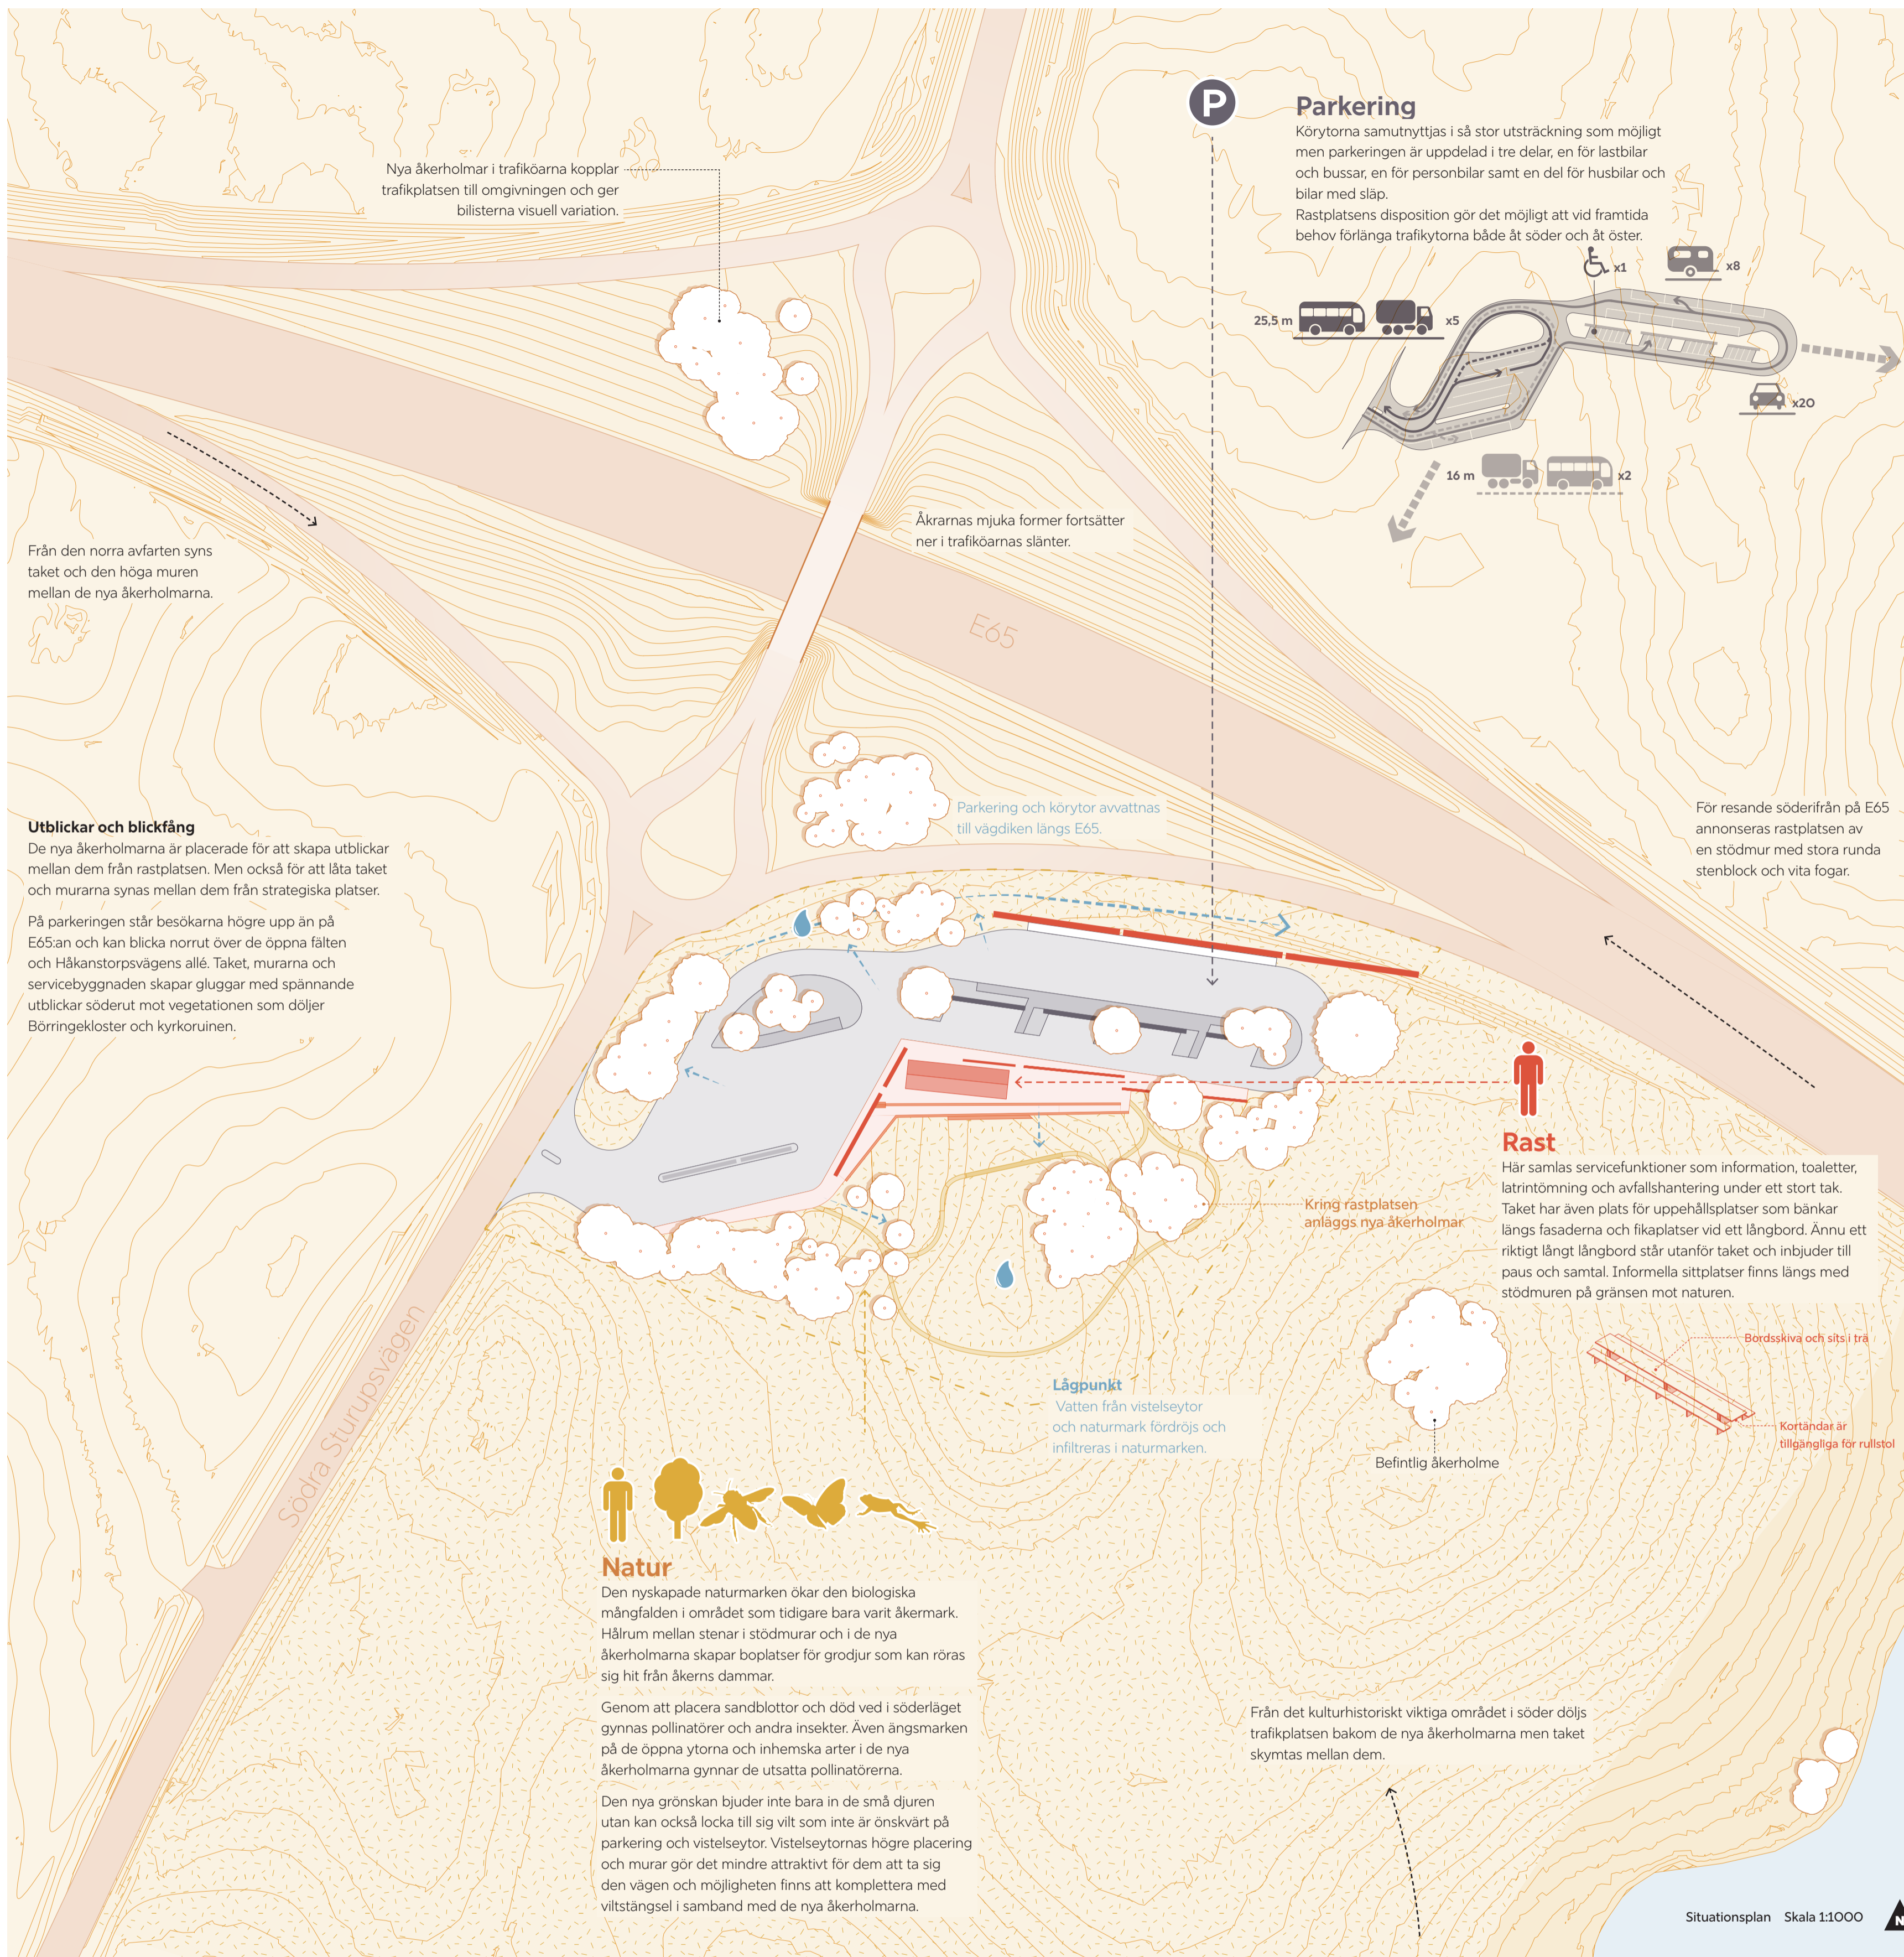 P
Parkering
Körytorna samutnyttjas i så stor utsträckning som möjligt
men parkeringen är uppdelad i tre delar, en för lastbilar
och bussar, en för personbilar samt en del för husbilar och
bilar med släp.
Rastplatsens disposition gör det möjligt att vid framtida
behov förlänga trafikytorna både åt söder och åt öster.
x1
x8
25,5 m
x5
x20
16 m
x2
Nya åkerholmar i trafiköarna kopplar
trafikplatsen till omgivningen och ger
bilisterna visuell variation.
Åkrarnas mjuka former fortsätter
ner i trafiköarnas slänter.
Från den norra avfarten syns
taket och den höga muren
mellan de nya åkerholmarna.
E65
Utblickar och blickfång
De nya åkerholmarna är placerade för att skapa utblickar
mellan dem från rastplatsen. Men också för att låta taket
och murarna synas mellan dem från strategiska platser.
På parkeringen står besökarna högre upp än på
E65:an och kan blicka norrut över de öppna fälten
och Håkanstorpsvägens allé. Taket, murarna och
servicebyggnaden skapar gluggar med spännande
utblickar söderut mot vegetationen som döljer
Börringekloster och kyrkoruinen.
Parkering och körytor avvattnas
till vägdiken längs E65.
För resande söderifrån på E65
annonseras rastplatsen av
en stödmur med stora runda
stenblock och vita fogar.
Rast
Här samlas servicefunktioner som information, toaletter,
latrintömning och avfallshantering under ett stort tak.
Taket har även plats för uppehållsplatser som bänkar
längs fasaderna och fikaplatser vid ett långbord. Ännu ett
riktigt långt långbord står utanför taket och inbjuder till
paus och samtal. Informella sittplatser finns längs med
stödmuren på gränsen mot naturen.
Kring rastplatsen
anläggs nya åkerholmar
Bordsskiva och sits i trä
Kortändar är
tillgängliga för rullstol
Lågpunkt
Vatten från vistelseytor
och naturmark fördröjs och
infiltreras i naturmarken.
Befintlig åkerholme
Södra Sturupsvägen
Natur
Den nyskapade naturmarken ökar den biologiska
mångfalden i området som tidigare bara varit åkermark.
Hålrum mellan stenar i stödmurar och i de nya
åkerholmarna skapar boplatser för grodjur som kan röras
sig hit från åkerns dammar.
Genom att placera sandblottor och död ved i söderläget
gynnas pollinatörer och andra insekter. Även ängsmarken
på de öppna ytorna och inhemska arter i de nya
åkerholmarna gynnar de utsatta pollinatörerna.
Den nya grönskan bjuder inte bara in de små djuren
utan kan också locka till sig vilt som inte är önskvärt på
parkering och vistelseytor. Vistelseytornas högre placering
och murar gör det mindre attraktivt för dem att ta sig
den vägen och möjligheten finns att komplettera med
viltstängsel i samband med de nya åkerholmarna.
Från det kulturhistoriskt viktiga området i söder döljs
trafikplatsen bakom de nya åkerholmarna men taket
skymtas mellan dem.
Situationsplan Skala 1:1000
N